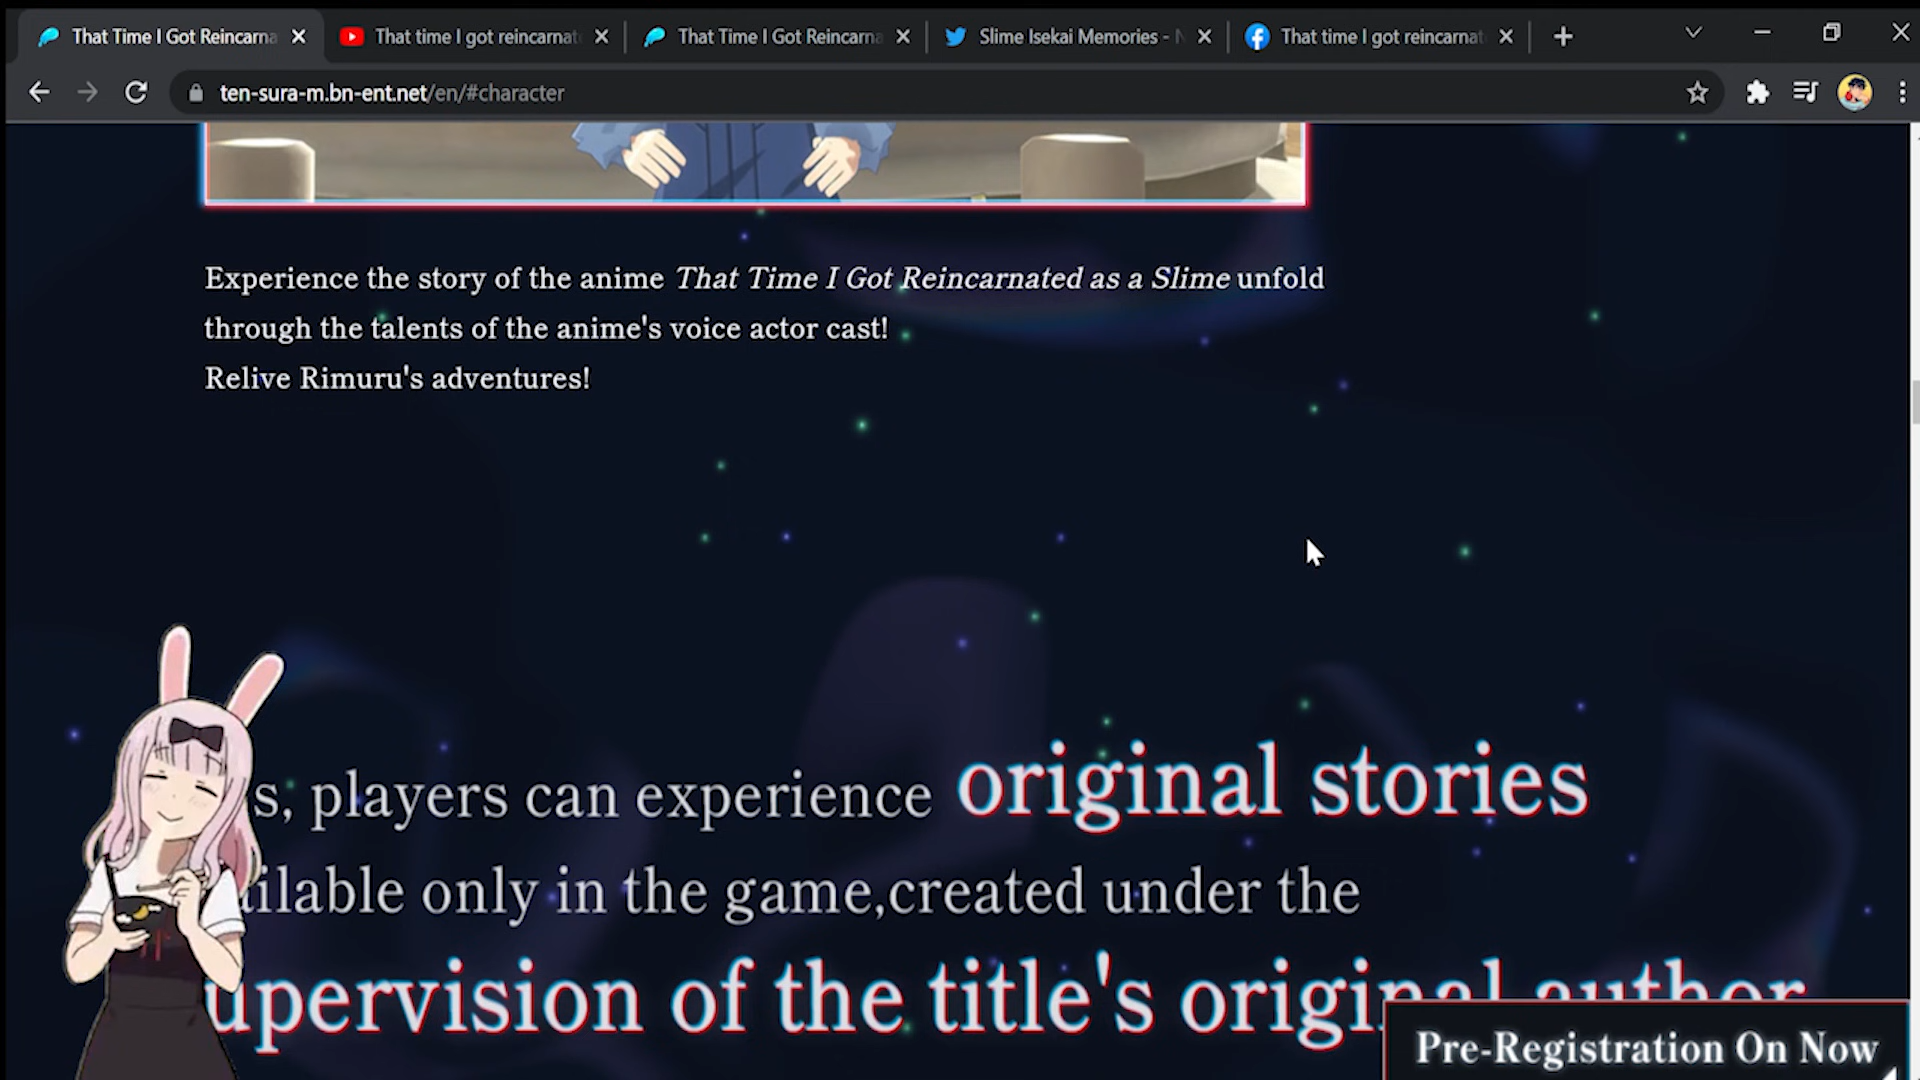 That Time I Got Reincarna
That time I got reincarnat
That Time I Got Reincarna
Slime Isekai Memories - N
That time I got reincarnat
ten-sura-m.bn-ent.net/en/#character
Experience the story of the anime That Time I Got Reincarnated as a Slime unfold
through the talents of the anime's voice actor cast!
Relive Rimuru's adventures!
s, players can experience original stories
ilable only in the game,created under the
upervision of the title's original author
Pre-Registration On Now